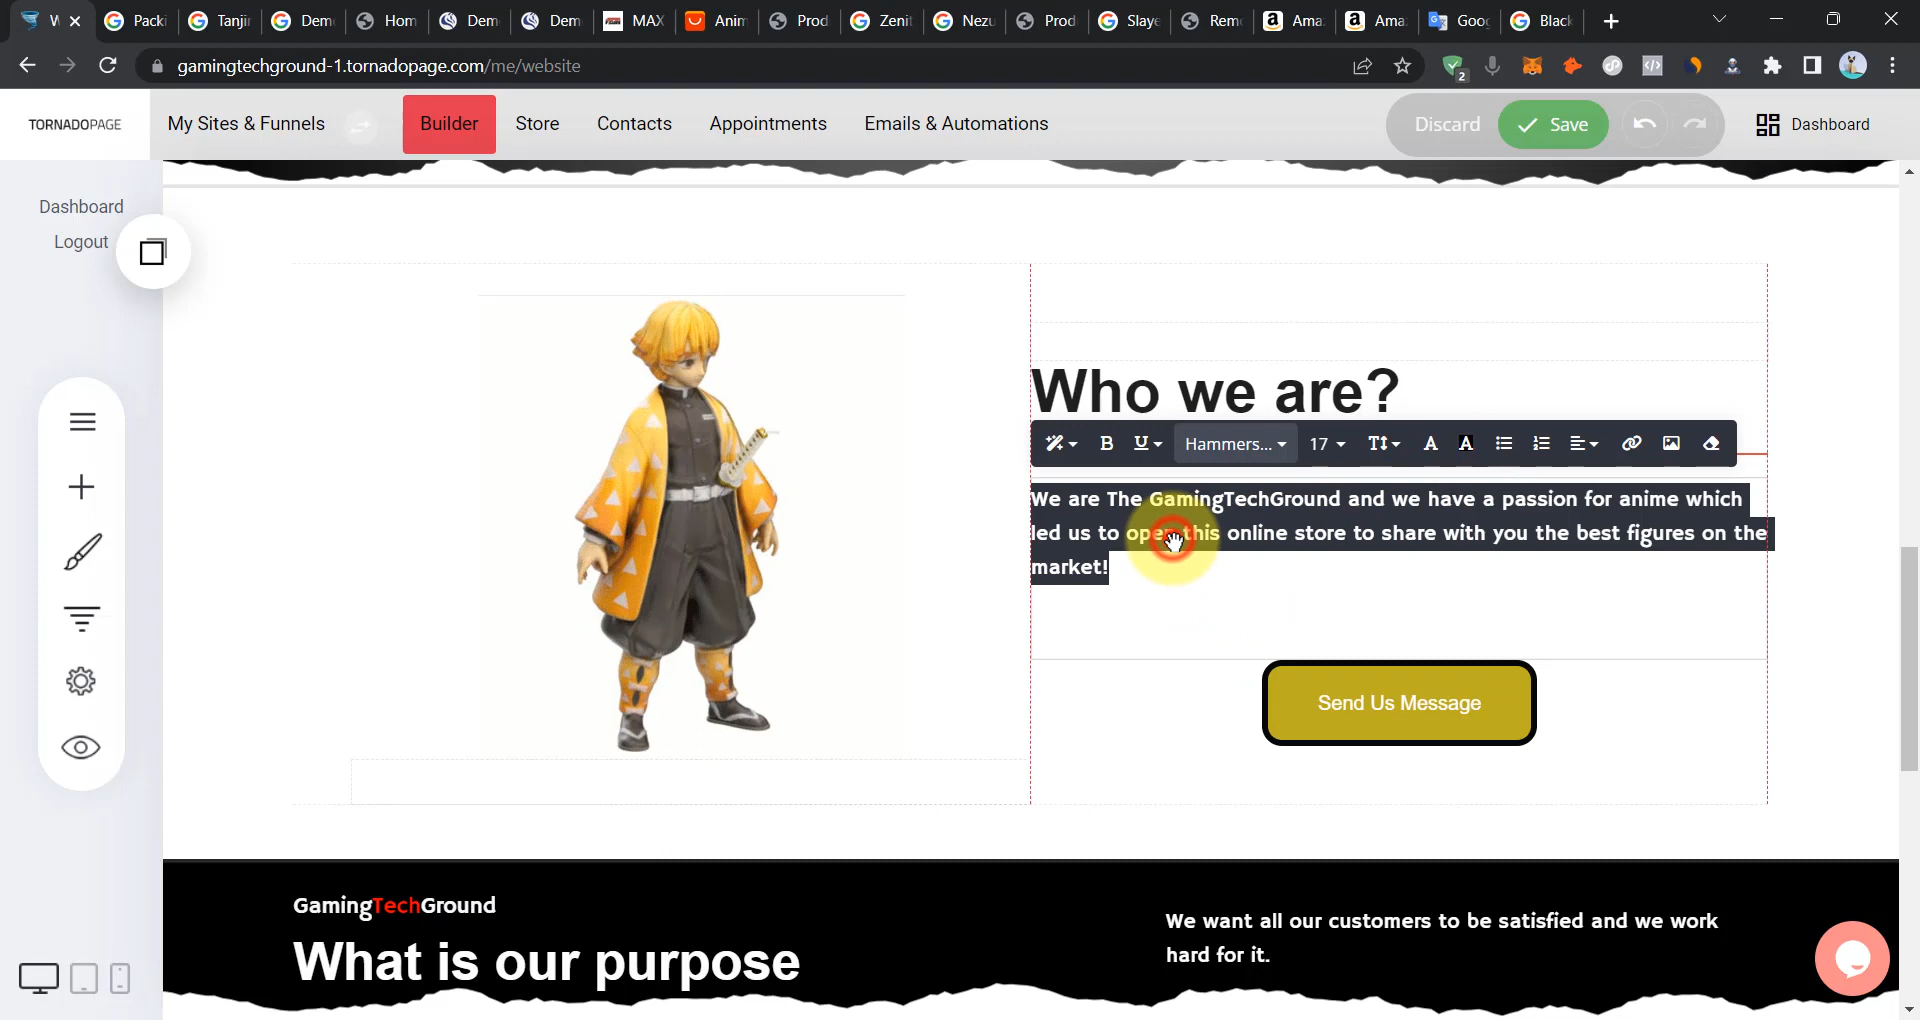 Packi
Tanjir
Dem
Hom
Dem
Dem
MAX
Anim
Prod
Zenit
Nezu
Prod
Slaye
Remo
Ama
Ama
Goog
Black
gamingtechground-1.tornadopage.com/me/website
2
TORNADOPAGE
My Sites & Funnels
Builder
Store
Contacts
Appointments
Emails & Automations
Discard
Save
Dashboard
Dashboard
Logout
Who we are?
B
U
Hammers...
17
We are The GamingTechGround and we have a passion for anime which
led us to open this online store to share with you the best figures on the
market!
Send Us Message
GamingTechGround
What is our purpose
We want all our customers to be satisfied and we work
hard for it.